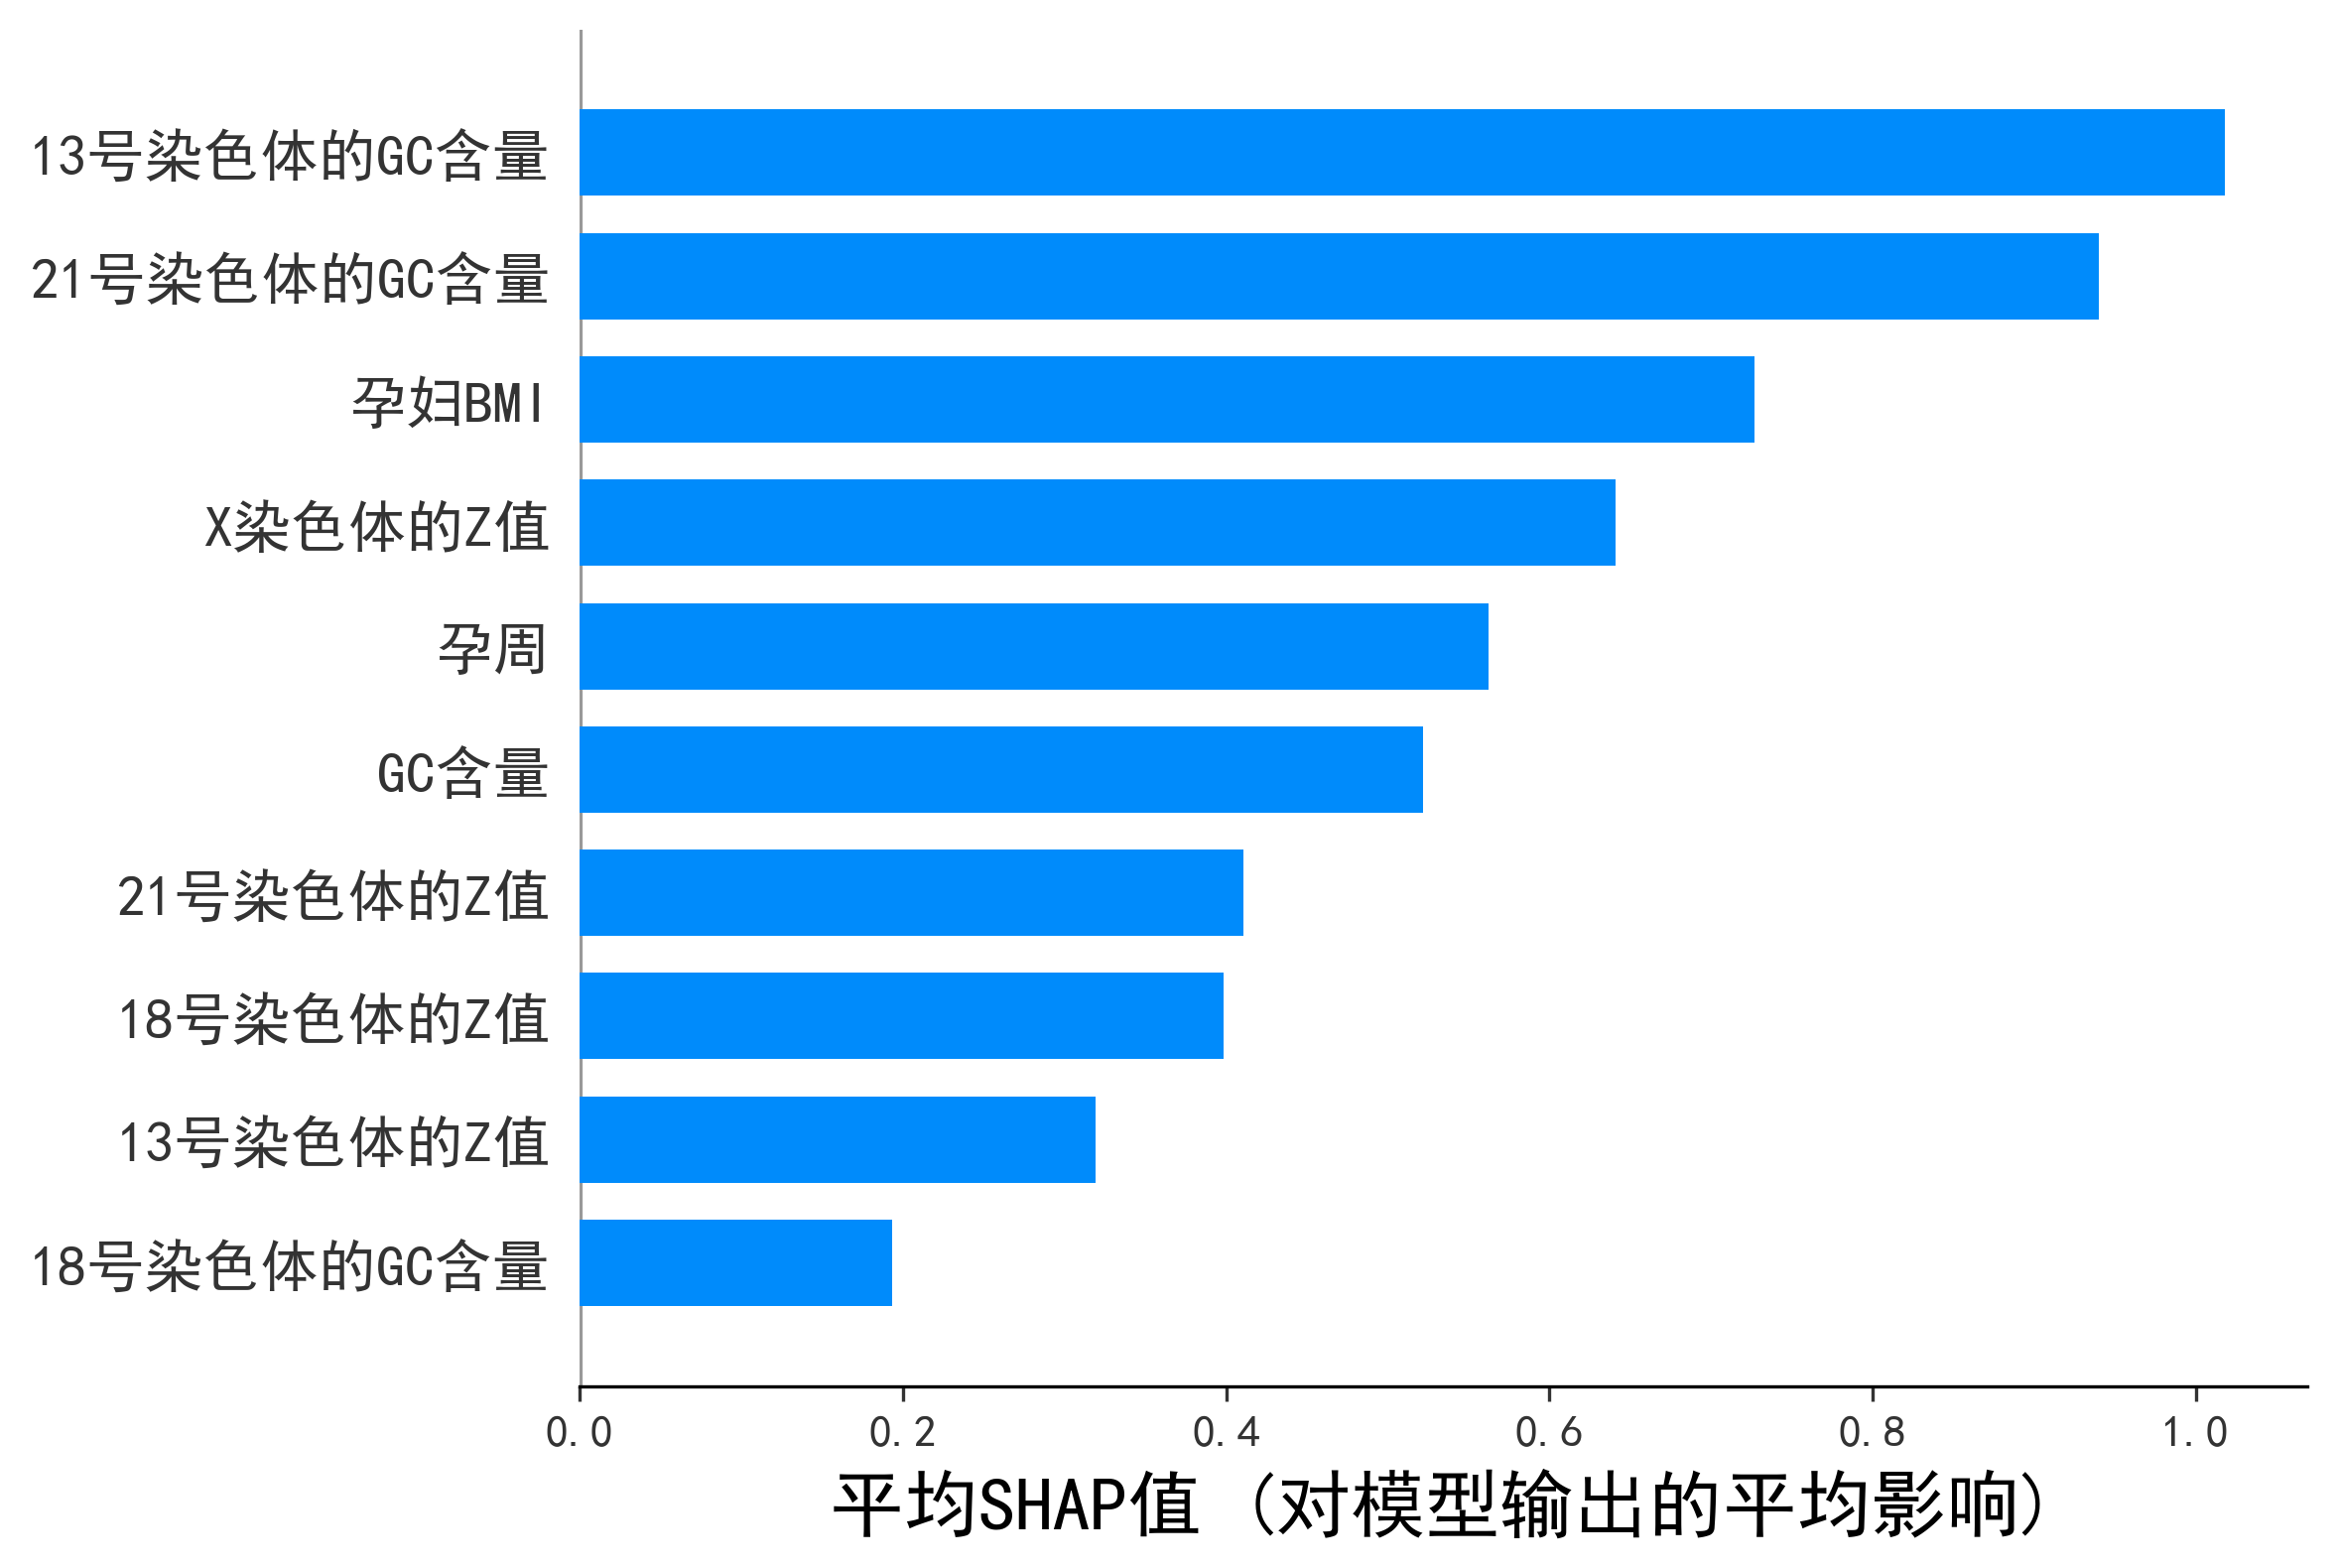 13号染色体的GC含量
21号染色体的GC含量
孕妇BMI
X染色体的Z值
孕周
GC含量
21号染色体的Z值
18号染色体的Z值
13号染色体的Z值
18号染色体的GC含量
0.0 0.2 0.4 0.6 0.8 1.0
平均SHAP值 (对模型输出的平均影响)